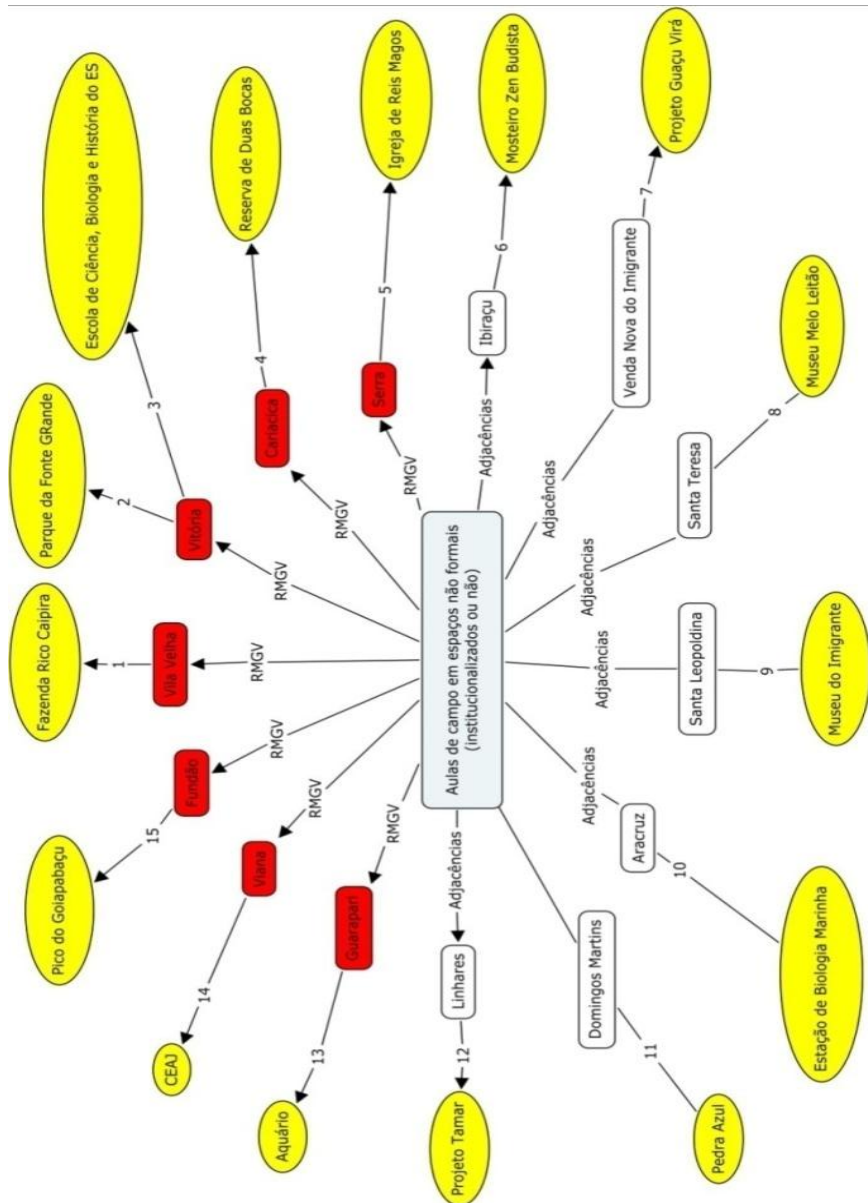 Aulas de campo em espaços não formais
(institucionalizados ou não)
RMGV
Vila Velha
1
Fazenda Rico Caipira
RMGV
Vitória
2
Parque da Fonte GRande
3
Escola de Ciência, Biologia e História do ES
RMGV
Cariacica
4
Reserva de Duas Bocas
RMGV
Serra
5
Igreja de Reis Magos
Adjacências
Ibiraçu
6
Mosteiro Zen Budista
Adjacências
Venda Nova do Imigrante
7
Projeto Guaçu Virá
Adjacências
Santa Teresa
8
Museu Melo Leitão
Adjacências
Santa Leopoldina
9
Museu do Imigrante
Adjacências
Aracruz
10
Estação de Biologia Marinha
Domingos Martins
11
Pedra Azul
Adjacências
Linhares
12
Projeto Tamar
RMGV
Guarapari
13
Aquário
RMGV
Viana
14
CEAJ
RMGV
Fundão
15
Pico do Goiapabaçu